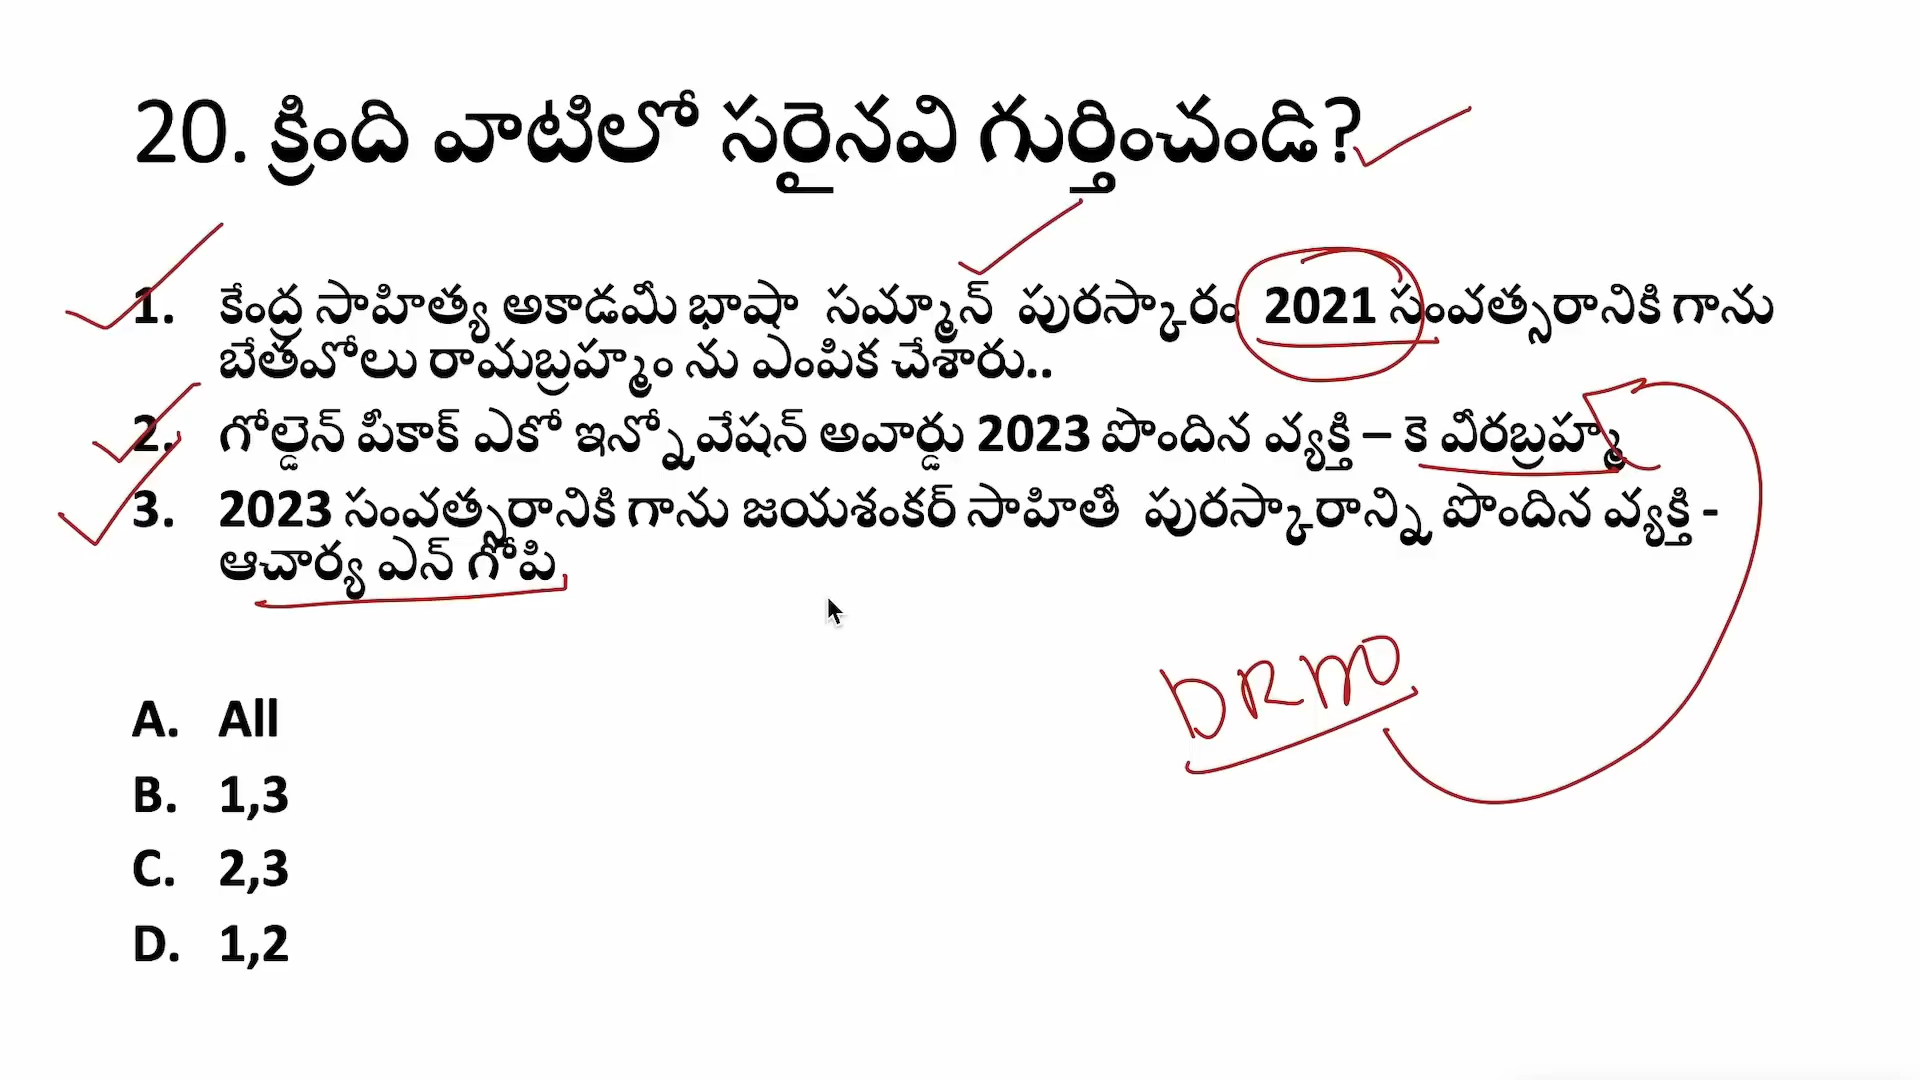 20. క్రింది వాటిలో సరైనవి గుర్తించండి?
1. కేంద్ర సాహిత్య అకాడమీ భాషా సమ్మాన్ పురస్కారం 2021 సంవత్సరానికి గాను
బేతవోలు రామబ్రహ్మం ను ఎంపిక చేశారు..
2. గోల్డెన్ పీకాక్ ఎకో ఇన్నోవేషన్ అవార్డు 2023 పొందిన వ్యక్తి – కె వీరబ్రహ్మ
3. 2023 సంవత్సరానికి గాను జయశంకర్ సాహితీ పురస్కారాన్ని పొందిన వ్యక్తి -
ఆచార్య ఎన్ గోపి
DRDO
A. All
B. 1,3
C. 2,3
D. 1,2